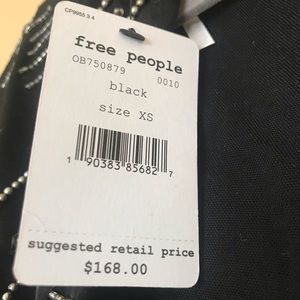 CP9955 3 4
free people
OB750879 0010
black
size XS
1 90383 85682 7
suggested retail price
$168.00